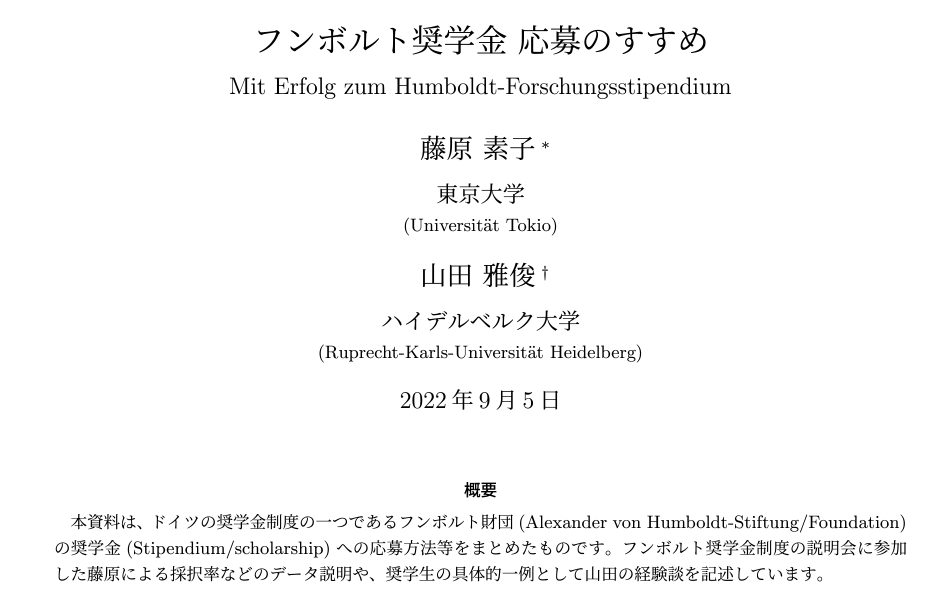 フンボルト奨学金 応募のすすめ
Mit Erfolg zum Humboldt-Forschungsstipendium
藤原 素子 *
東京大学
(Universität Tokio)
山田 雅俊 †
ハイデルベルク大学
(Ruprecht-Karls-Universität Heidelberg)
2022 年 9 月 5 日
概要
本資料は、ドイツの奨学金制度の一つであるフンボルト財団 (Alexander von Humboldt-Stiftung/Foundation)
の奨学金 (Stipendium/scholarship) への応募方法等をまとめたものです。フンボルト奨学金制度の説明会に参加
した藤原による採択率などのデータ説明や、奨学生の具体的一例として山田の経験談を記述しています。